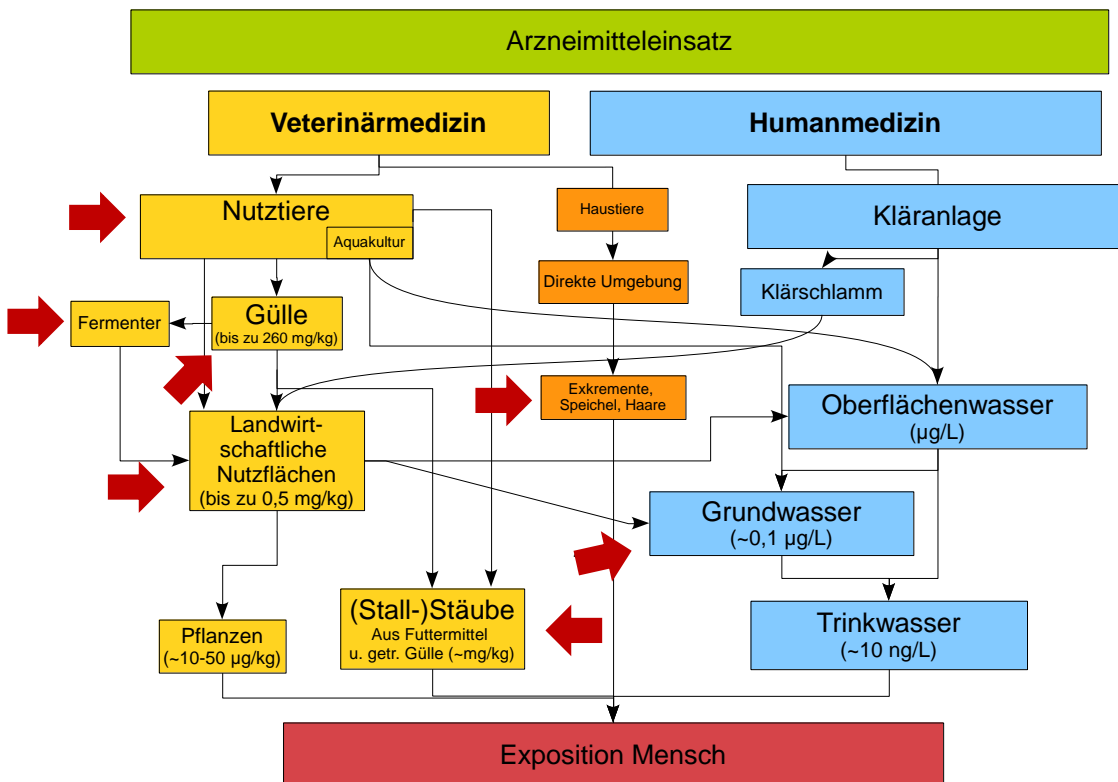 Arzneimitteleinsatz
Veterinärmedizin
Humanmedizin
Nutztiere
Aquakultur
Haustiere
Kläranlage
Direkte Umgebung
Klärschlamm
Fermenter
Gülle
(bis zu 260 mg/kg)
Exkremente,
Speichel, Haare
Oberflächenwasser
(µg/L)
Landwirt-
schaftliche
Nutzflächen
(bis zu 0,5 mg/kg)
Grundwasser
(~0,1 µg/L)
Pflanzen
(~10-50 µg/kg)
(Stall-)Stäube
Aus Futtermittel
u. getr. Gülle (~mg/kg)
Trinkwasser
(~10 ng/L)
Exposition Mensch